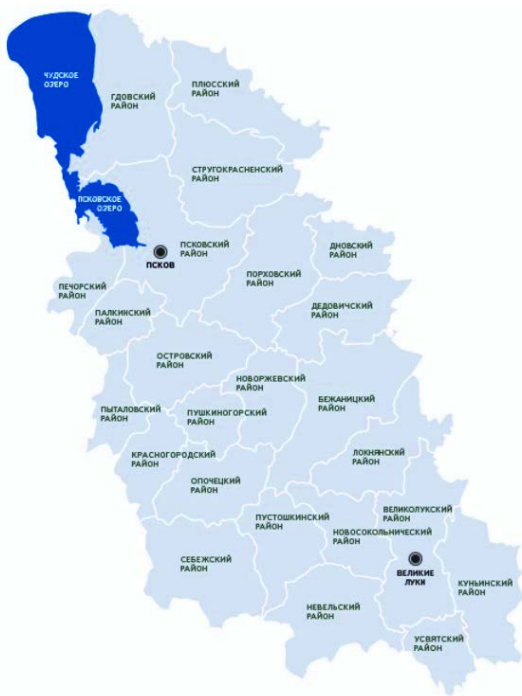 ЧУДСКОЕ
ОЗЕРО
ГДОВСКИЙ
РАЙОН
ПЛЮССКИЙ
РАЙОН
СТРУГОКРАСНЕНСКИЙ
РАЙОН
ПСКОВСКОЕ
ОЗЕРО
ПСКОВ
ПСКОВСКИЙ
РАЙОН
ДНОВСКИЙ
РАЙОН
ПОРХОВСКИЙ
РАЙОН
ПЕЧОРСКИЙ
РАЙОН
ПАЛКИНСКИЙ
РАЙОН
ДЕДОВИЧСКИЙ
РАЙОН
ОСТРОВСКИЙ
РАЙОН
НОВОРЖЕВСКИЙ
РАЙОН
БЕЖАНИЦКИЙ
РАЙОН
ПЫТАЛОВСКИЙ
РАЙОН
ПУШКИНОГОРСКИЙ
РАЙОН
КРАСНОГОРОДСКИЙ
РАЙОН
ЛОКНЯНСКИЙ
РАЙОН
ОПОЧЕЦКИЙ
РАЙОН
ПУСТОШКИНСКИЙ
РАЙОН
ВЕЛИКОЛУКСКИЙ
РАЙОН
НОВОСОКОЛЬНИЧЕСКИЙ
РАЙОН
СЕБЕЖСКИЙ
РАЙОН
ВЕЛИКИЕ
ЛУКИ
КУНЬИНСКИЙ
РАЙОН
НЕВЕЛЬСКИЙ
РАЙОН
УСВЯТСКИЙ
РАЙОН